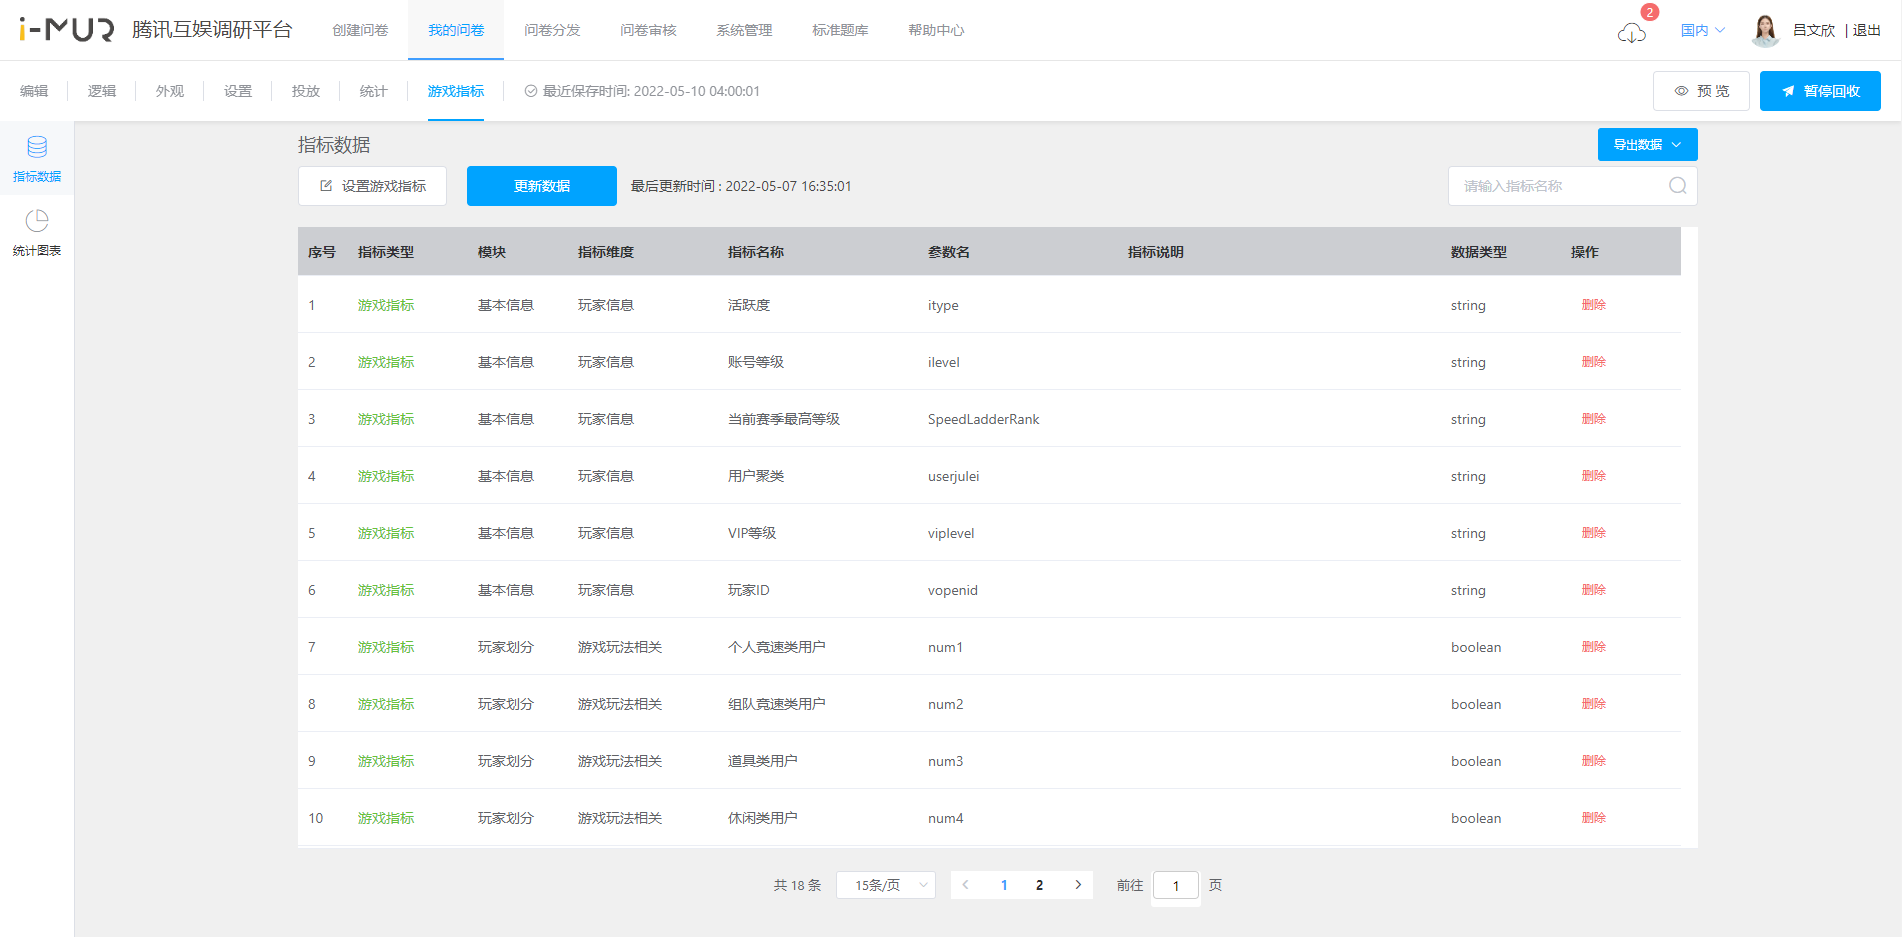 i-MUR 腾讯互娱调研平台 创建问卷 我的问卷 问卷分发 问卷审核 系统管理 标准题库 帮助中心 2 国内 吕文欣 | 退出
编辑 逻辑 外观 设置 投放 统计 游戏指标 最近保存时间: 2022-05-10 04:00:01 预 览 暂停回收
指标数据
统计图表
指标数据 导出数据
设置游戏指标 更新数据 最后更新时间 : 2022-05-07 16:35:01 请输入指标名称
序号 指标类型 模块 指标维度 指标名称 参数名 指标说明 数据类型 操作
1 游戏指标 基本信息 玩家信息 活跃度 itype string 删除
2 游戏指标 基本信息 玩家信息 账号等级 ilevel string 删除
3 游戏指标 基本信息 玩家信息 当前赛季最高等级 SpeedLadderRank string 删除
4 游戏指标 基本信息 玩家信息 用户聚类 userjulei string 删除
5 游戏指标 基本信息 玩家信息 VIP等级 viplevel string 删除
6 游戏指标 基本信息 玩家信息 玩家ID vopenid string 删除
7 游戏指标 玩家划分 游戏玩法相关 个人竞速类用户 num1 boolean 删除
8 游戏指标 玩家划分 游戏玩法相关 组队竞速类用户 num2 boolean 删除
9 游戏指标 玩家划分 游戏玩法相关 道具类用户 num3 boolean 删除
10 游戏指标 玩家划分 游戏玩法相关 休闲类用户 num4 boolean 删除
共 18 条 15条/页 1 2 前往 1 页